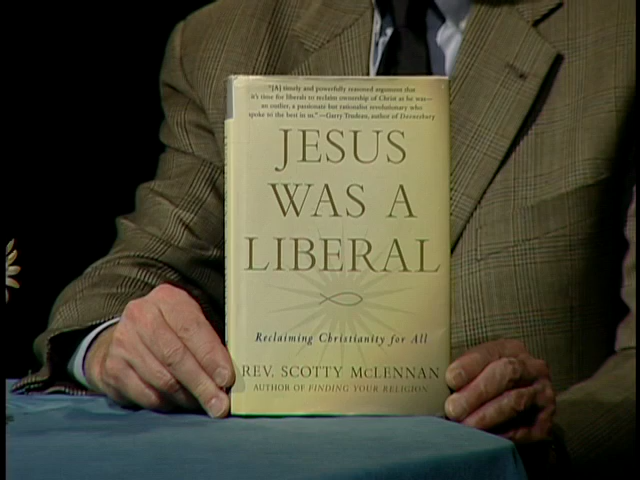 "[A] timely and powerfully reasoned argument that
it's time for liberals to reclaim ownership of Christ as he was—
an outlier, a passionate but rationalist revolutionary who
spoke to the best in us." —Garry Trudeau, author of Doonesbury
JESUS
WAS A
LIBERAL
Reclaiming Christianity for All
REV. SCOTTY McLENNAN
AUTHOR OF FINDING YOUR RELIGION